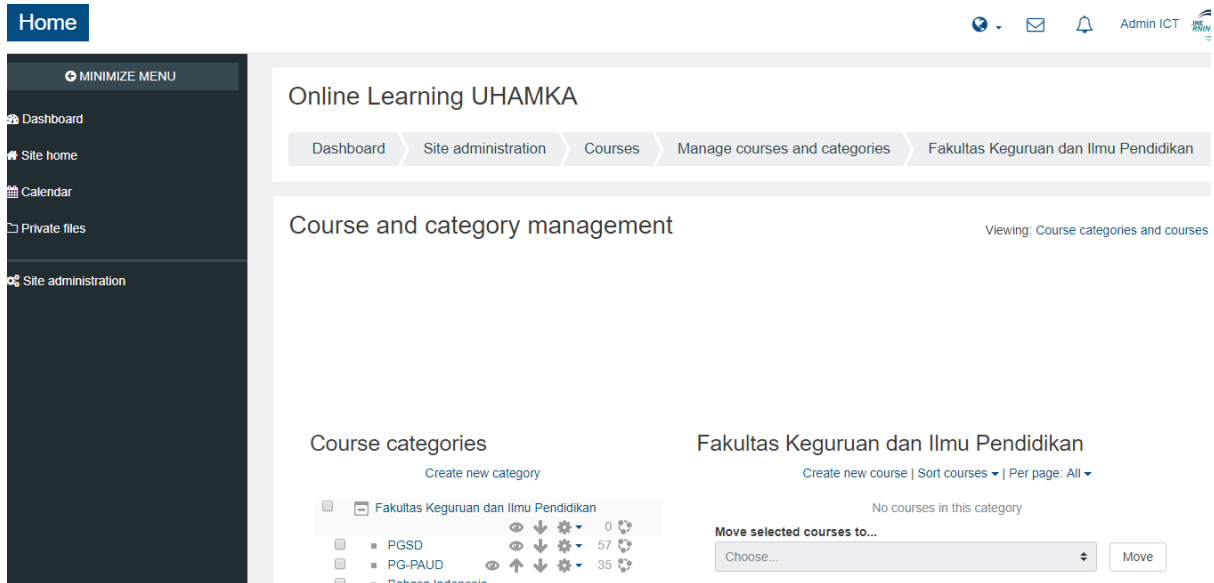 Home
Admin ICT
MINIMIZE MENU
Dashboard
Site home
Calendar
Private files
Site administration
Online Learning UHAMKA
Dashboard Site administration Courses Manage courses and categories Fakultas Keguruan dan Ilmu Pendidikan
Course and category management
Viewing: Course categories and courses
Course categories
Create new category
Fakultas Keguruan dan Ilmu Pendidikan
0
PGSD 57
PG-PAUD 35
Bahasa Indonesia
Fakultas Keguruan dan Ilmu Pendidikan
Create new course | Sort courses | Per page: All
No courses in this category
Move selected courses to...
Choose... Move